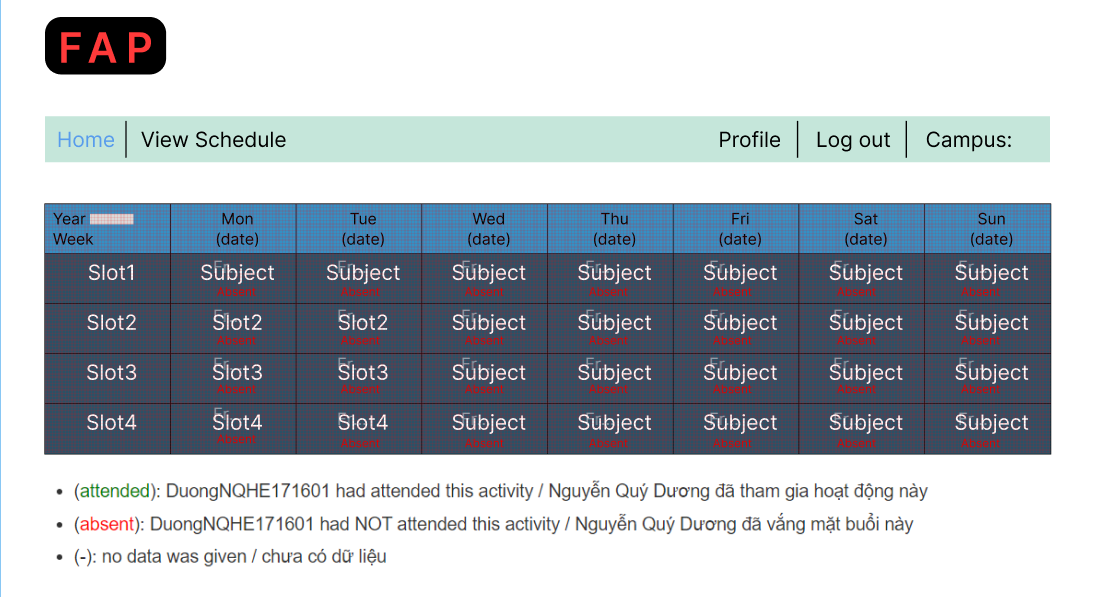 FAP
Home View Schedule Profile Log out Campus:
Year Mon Tue Wed Thu Fri Sat Sun
Week (date) (date) (date) (date) (date) (date) (date)
Slot1 Subject Subject Subject Subject Subject Subject Subject
Absent Absent Absent Absent Absent Absent Absent
Slot2 Slot2 Slot2 Subject Subject Subject Subject Subject
Absent Absent Absent Absent Absent Absent Absent
Slot3 Slot3 Slot3 Subject Subject Subject Subject Subject
Absent Absent Absent Absent Absent Absent Absent
Slot4 Slot4 Slot4 Subject Subject Subject Subject Subject
Absent Absent Absent Absent Absent Absent Absent
• (attended): DuongNQHE171601 had attended this activity / Nguyễn Quý Dương đã tham gia hoạt động này
• (absent): DuongNQHE171601 had NOT attended this activity / Nguyễn Quý Dương đã vắng mặt buổi này
• (-): no data was given / chưa có dữ liệu